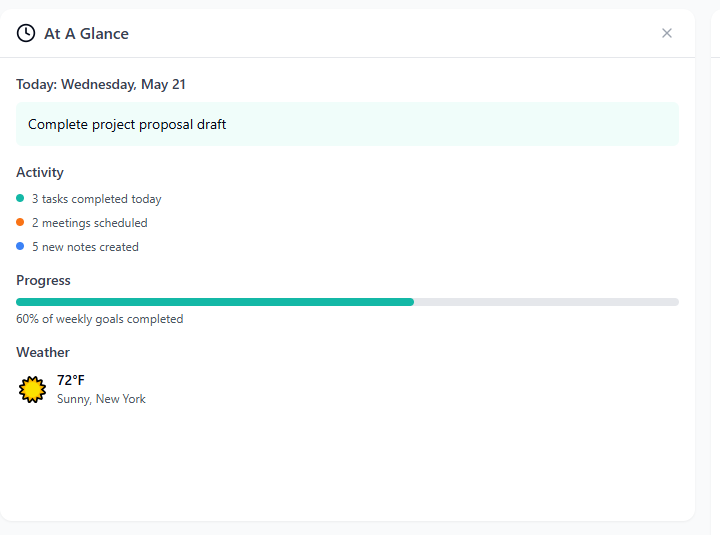 At A Glance
Today: Wednesday, May 21
Complete project proposal draft
Activity
3 tasks completed today
2 meetings scheduled
5 new notes created
Progress
60% of weekly goals completed
Weather
72°F
Sunny, New York